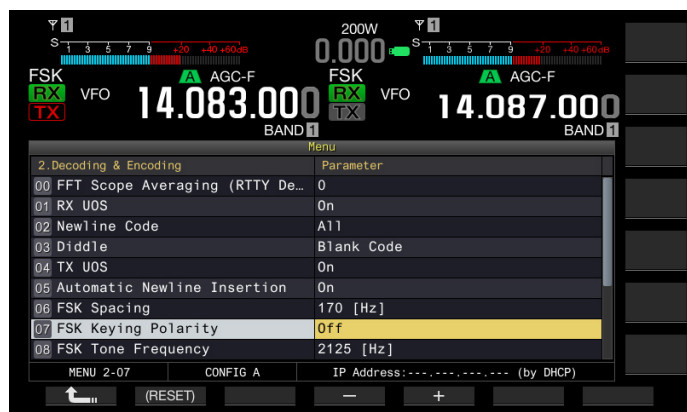 1 200W 1
S 1 3 5 7 9 +20 +40 +60dB 0.000 S 1 3 5 7 9 +20 +40 +60dB
FSK A AGC-F FSK A AGC-F
RX VFO 14.083.000 RX VFO 14.087.000
TX TX
BAND 1 BAND 1
Menu
2.Decoding & Encoding Parameter
00 FFT Scope Averaging (RTTY De… 0
01 RX UOS On
02 Newline Code All
03 Diddle Blank Code
04 TX UOS On
05 Automatic Newline Insertion On
06 FSK Spacing 170 [Hz]
07 FSK Keying Polarity Off
08 FSK Tone Frequency 2125 [Hz]
MENU 2-07 CONFIG A IP Address:---.---.---.--- (by DHCP)
(RESET) − +